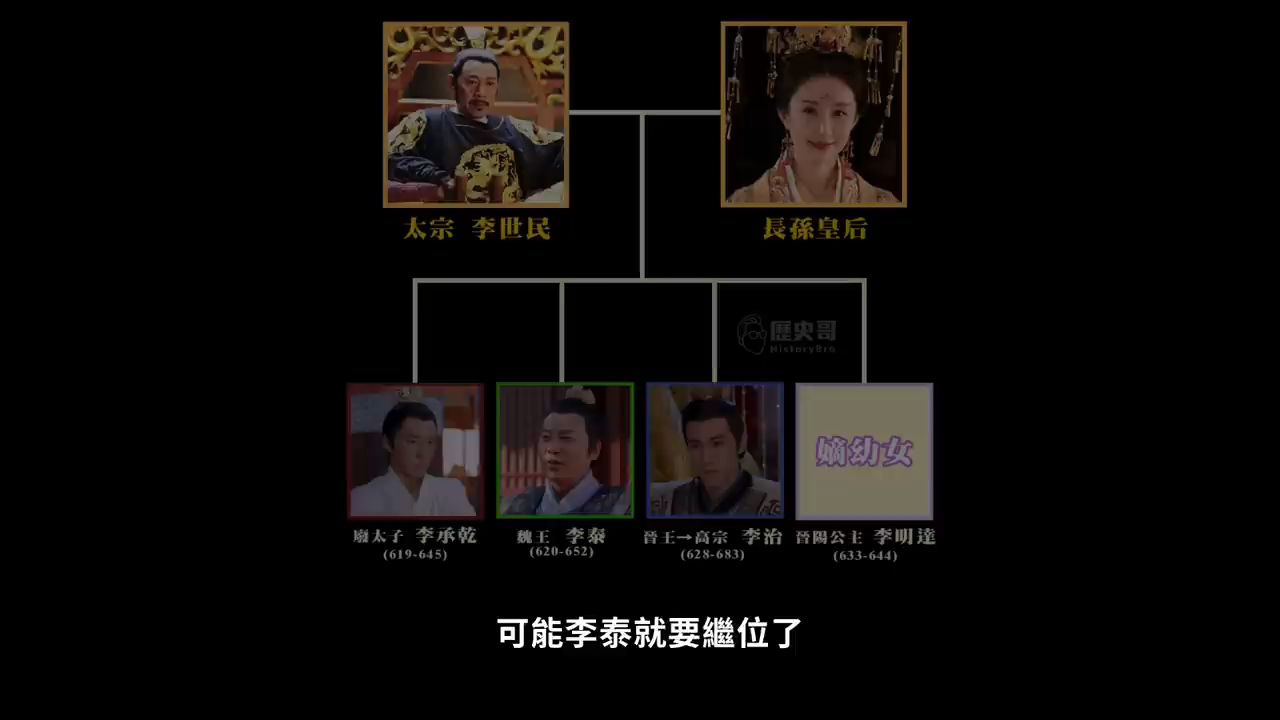 太宗 李世民
長孫皇后
歷史哥
HistoryBro
嫡幼女
廢太子 李承乾
(619-645)
魏王 李泰
(620-652)
晉王→高宗 李治
(628-683)
晉陽公主 李明達
(633-644)
可能李泰就要繼位了